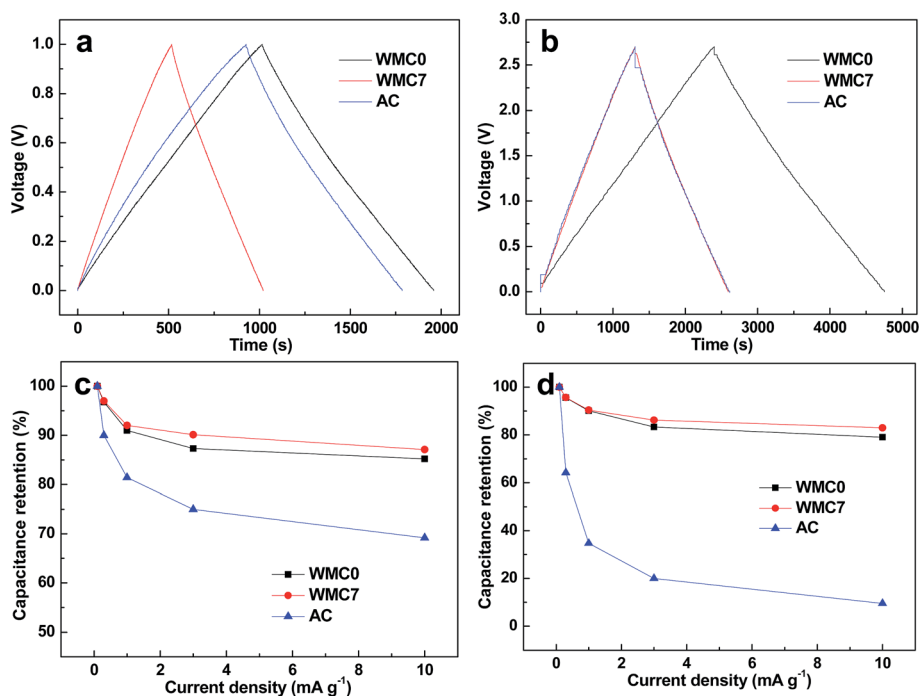 a
WMC0
WMC7
AC
1.0
0.8
0.6
0.4
0.2
0.0
Voltage (V)
0 500 1000 1500 2000
Time (s)
b
WMC0
WMC7
AC
3.0
2.5
2.0
1.5
1.0
0.5
0.0
Voltage (V)
0 1000 2000 3000 4000 5000
Time (s)
c
100
90
80
70
60
50
Capacitance retention (%)
WMC0
WMC7
AC
0 2 4 6 8 10
Current density (mA g⁻¹)
d
100
80
60
40
20
0
Capacitance retention (%)
WMC0
WMC7
AC
0 2 4 6 8 10
Current density (mA g⁻¹)